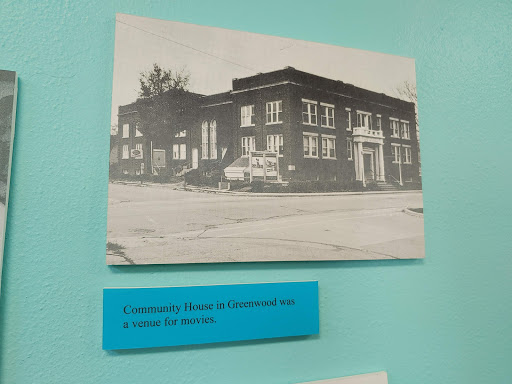 Community House in Greenwood was
a venue for movies.